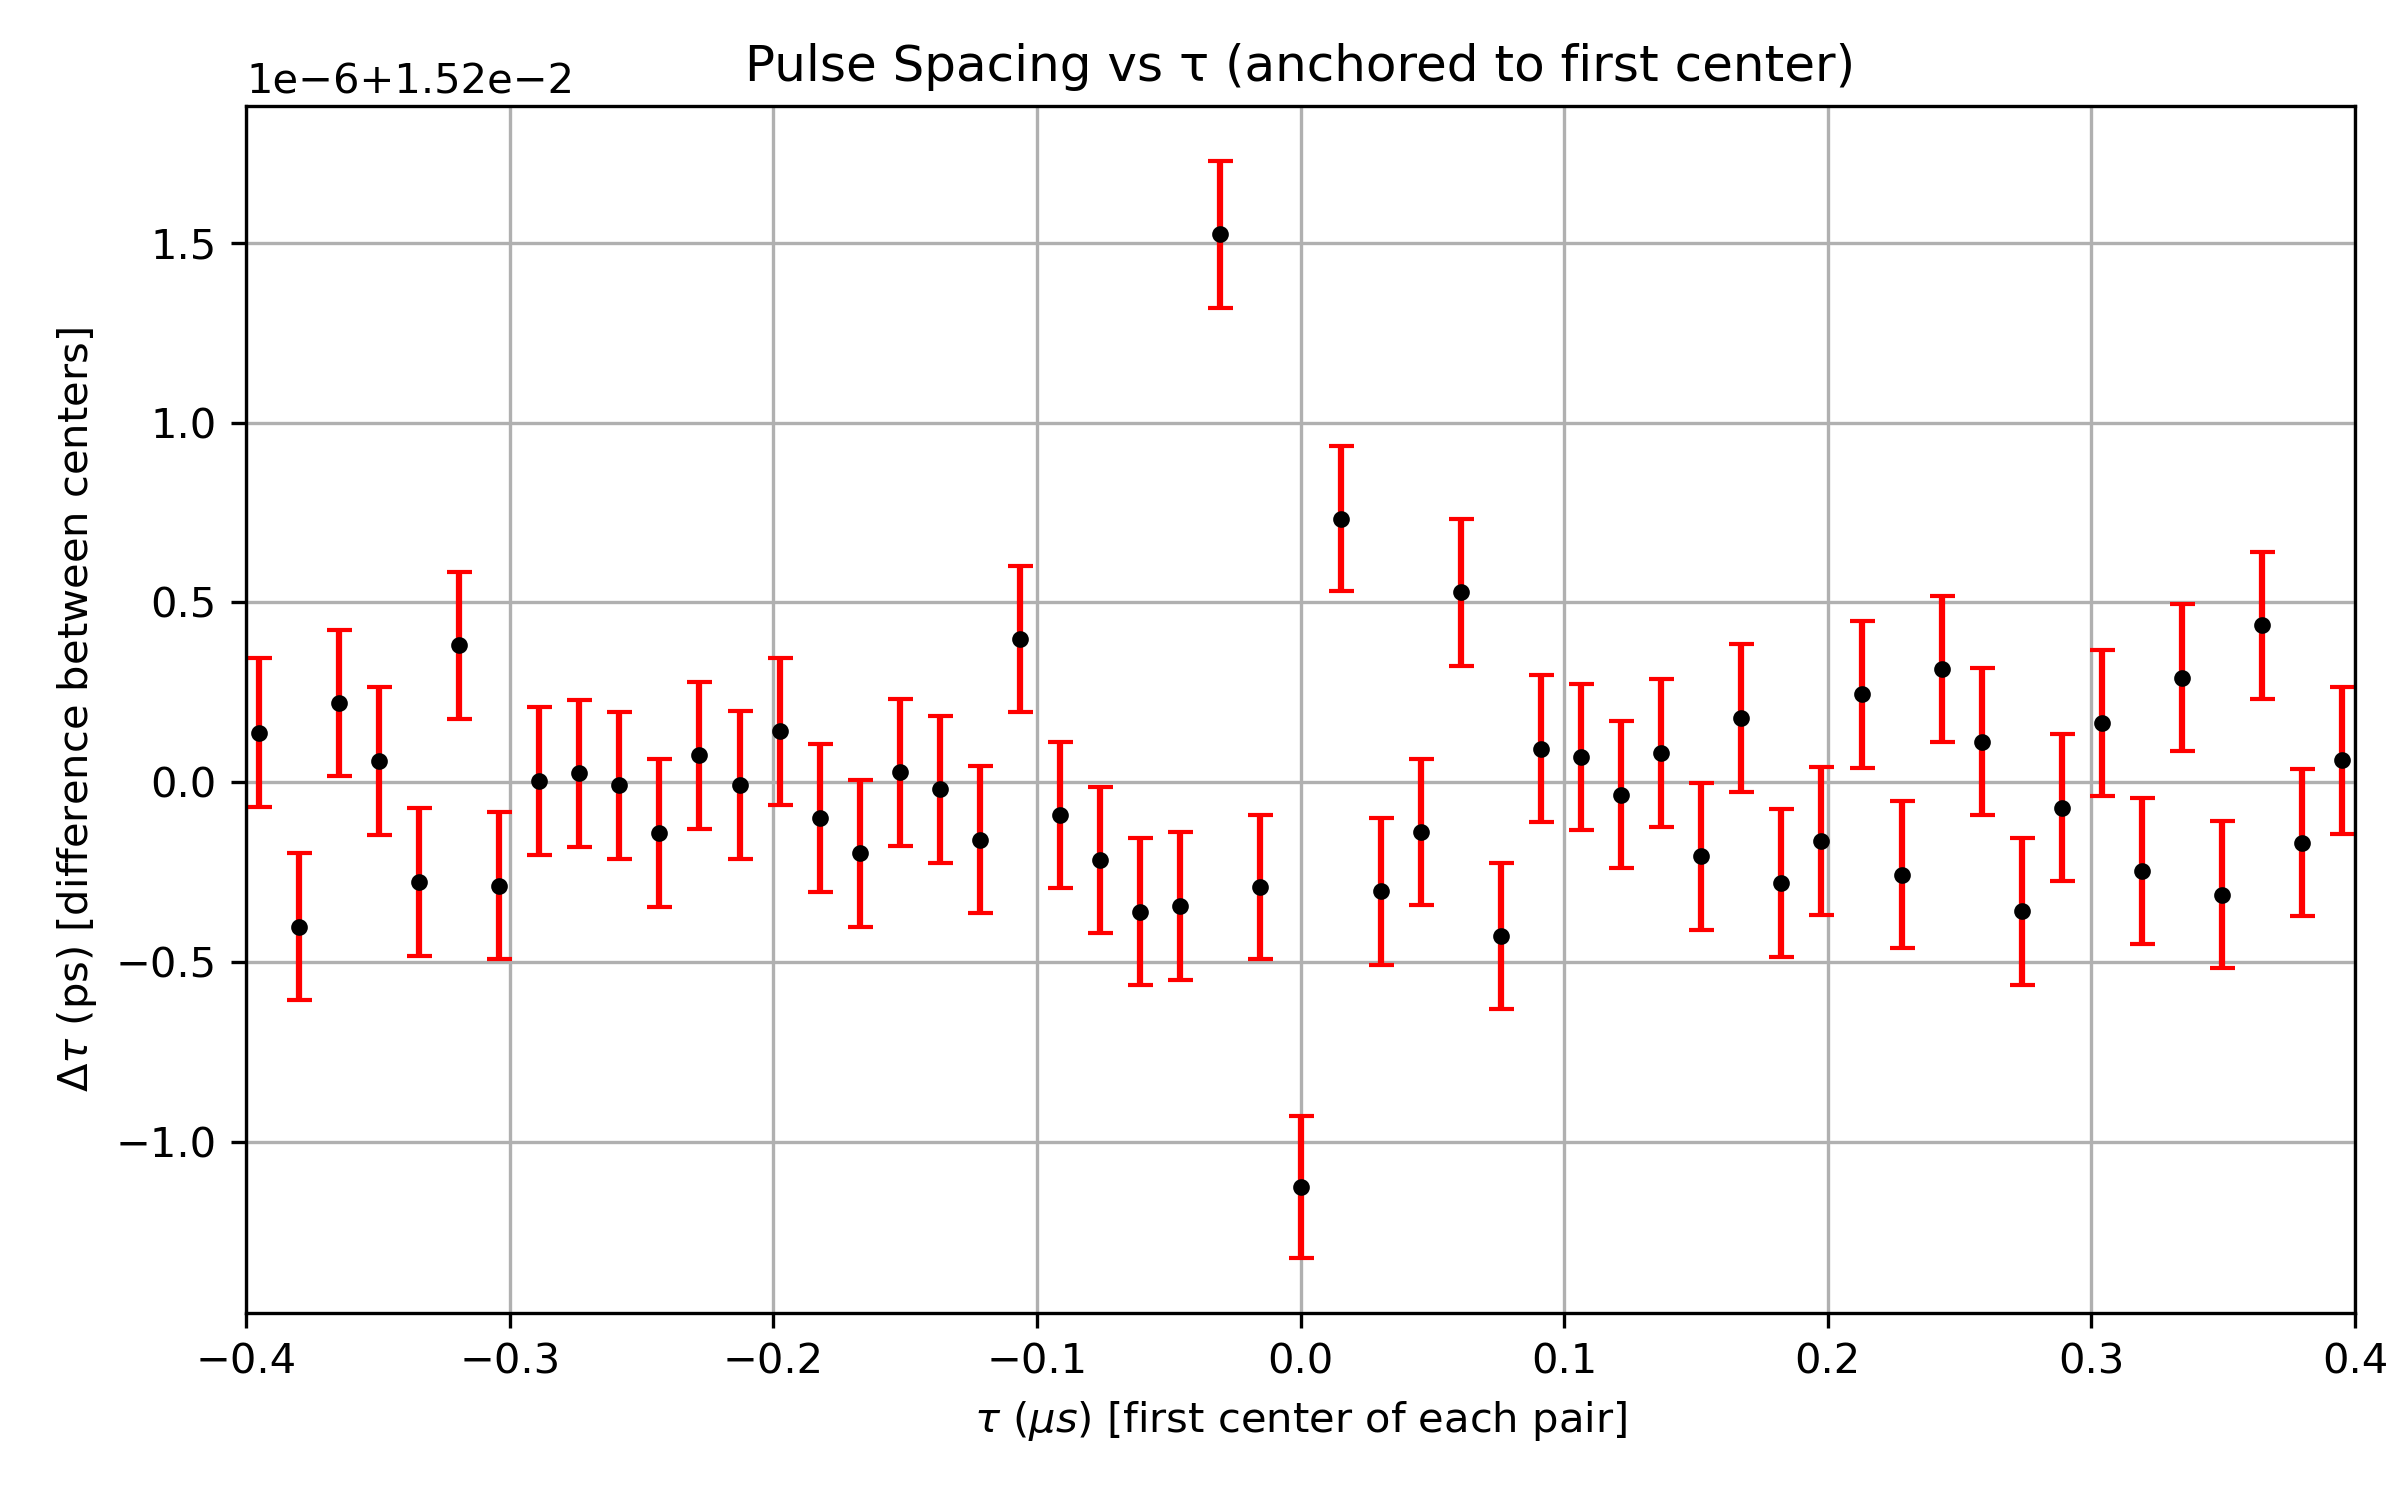 Pulse Spacing vs τ (anchored to first center)
1e−6+1.52e−2
Δτ (ps) [difference between centers]
1.5
1.0
0.5
0.0
−0.5
−1.0
−0.4 −0.3 −0.2 −0.1 0.0 0.1 0.2 0.3 0.4
τ (μs) [first center of each pair]